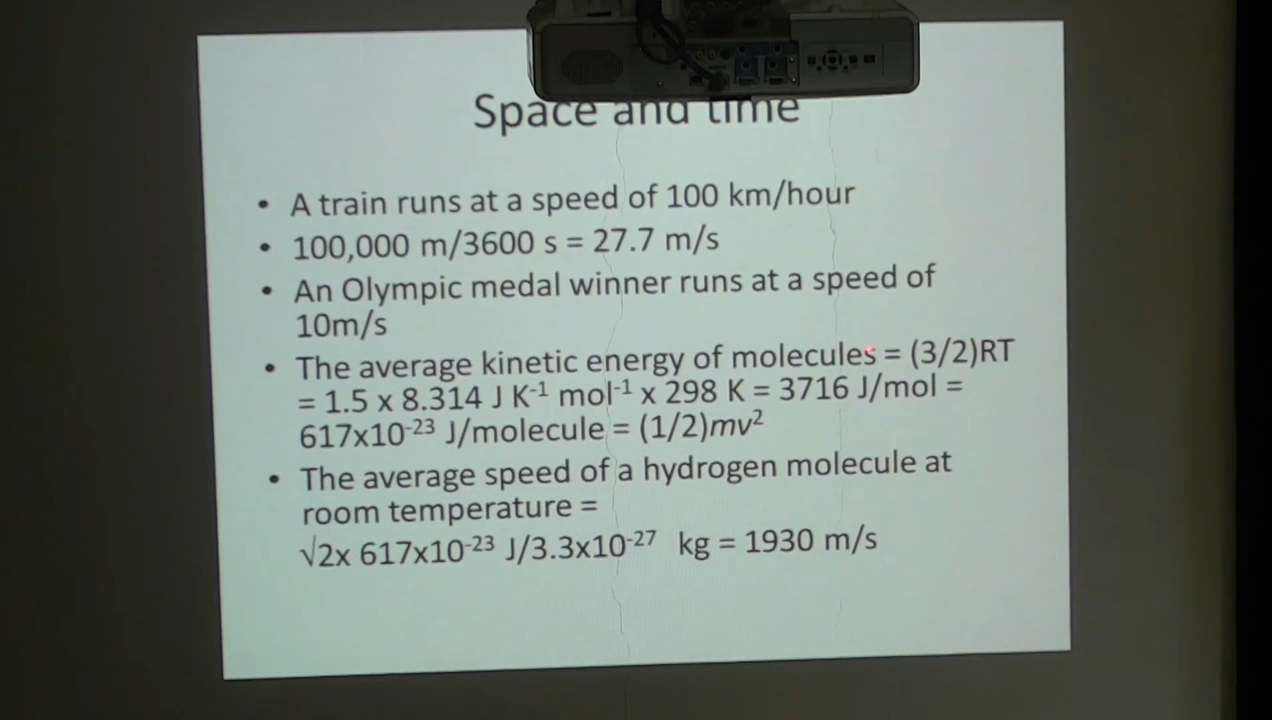 Space and time
• A train runs at a speed of 100 km/hour
• 100,000 m/3600 s = 27.7 m/s
• An Olympic medal winner runs at a speed of
10m/s
• The average kinetic energy of molecules = (3/2)RT
= 1.5 x 8.314 J K⁻¹ mol⁻¹ x 298 K = 3716 J/mol =
617x10⁻²³ J/molecule = (1/2)mv²
• The average speed of a hydrogen molecule at
room temperature =
√2x 617x10⁻²³ J/3.3x10⁻²⁷ kg = 1930 m/s